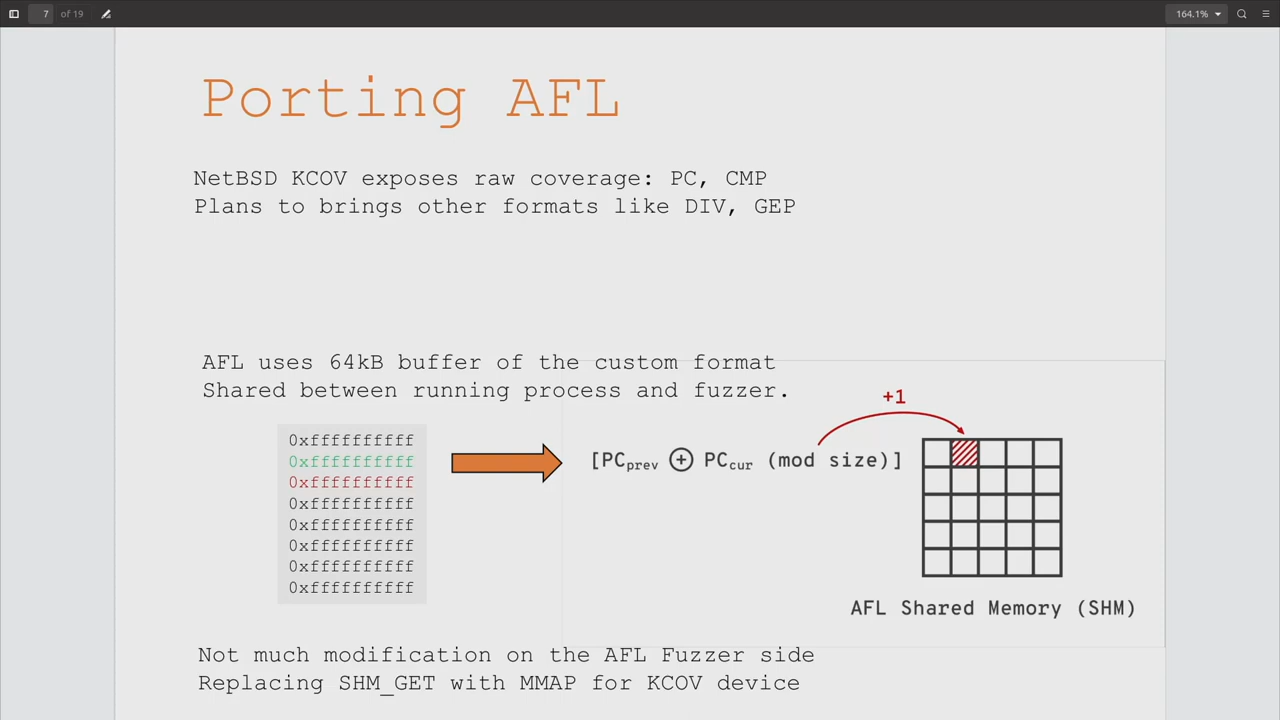 7 of 19
164.1%
Porting AFL
NetBSD KCOV exposes raw coverage: PC, CMP
Plans to brings other formats like DIV, GEP
AFL uses 64kB buffer of the custom format
Shared between running process and fuzzer.
+1
0xffffffffff
0xffffffffff
0xffffffffff
0xffffffffff
0xffffffffff
0xffffffffff
0xffffffffff
0xffffffffff
[PCprev ⊕ PCcur (mod size)]
AFL Shared Memory (SHM)
Not much modification on the AFL Fuzzer side
Replacing SHM_GET with MMAP for KCOV device